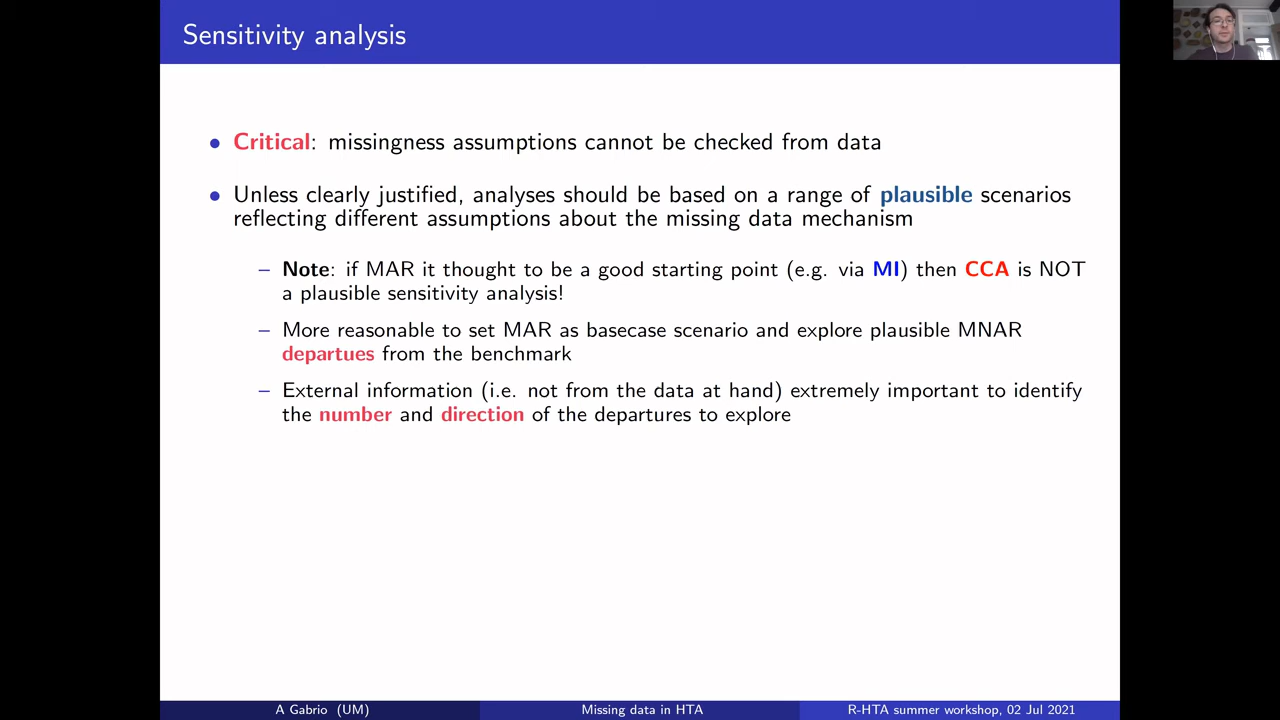 Sensitivity analysis
• Critical: missingness assumptions cannot be checked from data
• Unless clearly justified, analyses should be based on a range of plausible scenarios
reflecting different assumptions about the missing data mechanism
– Note: if MAR it thought to be a good starting point (e.g. via MI) then CCA is NOT
a plausible sensitivity analysis!
– More reasonable to set MAR as basecase scenario and explore plausible MNAR
departues from the benchmark
– External information (i.e. not from the data at hand) extremely important to identify
the number and direction of the departures to explore
A Gabrio (UM)
Missing data in HTA
R-HTA summer workshop, 02 Jul 2021